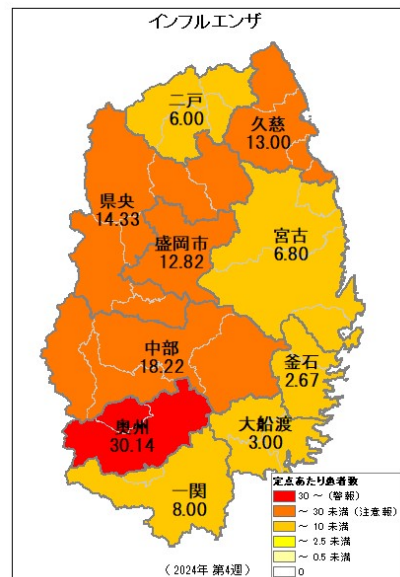 インフルエンザ
二戸
6.00
久慈
13.00
県央
14.33
盛岡市
12.82
宮古
6.80
中部
18.22
釜石
2.67
奥州
30.14
大船渡
3.00
一関
8.00
定点あたり患者数
30 ～ (警報)
～ 30 未満 (注意報)
～ 10 未満
～ 2.5 未満
～ 0.5 未満
0
( 2024年 第4週 )